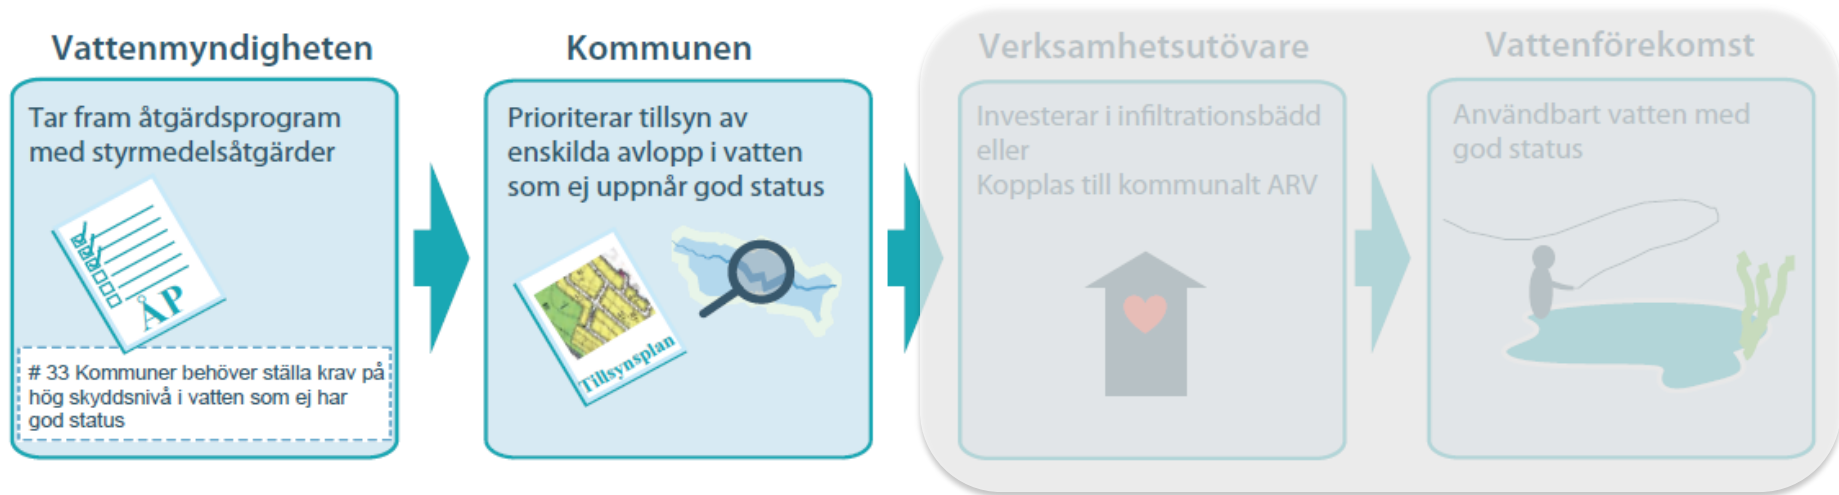 Vattenmyndigheten
Tar fram åtgärdsprogram
med styrmedelsåtgärder
ÅP
# 33 Kommuner behöver ställa krav på
hög skyddsnivå i vatten som ej har
god status
Kommunen
Prioriterar tillsyn av
enskilda avlopp i vatten
som ej uppnår god status
Tillsynsplan
Verksamhetsutövare
Investerar i infiltrationsbädd
eller
Kopplas till kommunalt ARV
Vattenförekomst
Användbart vatten med
god status